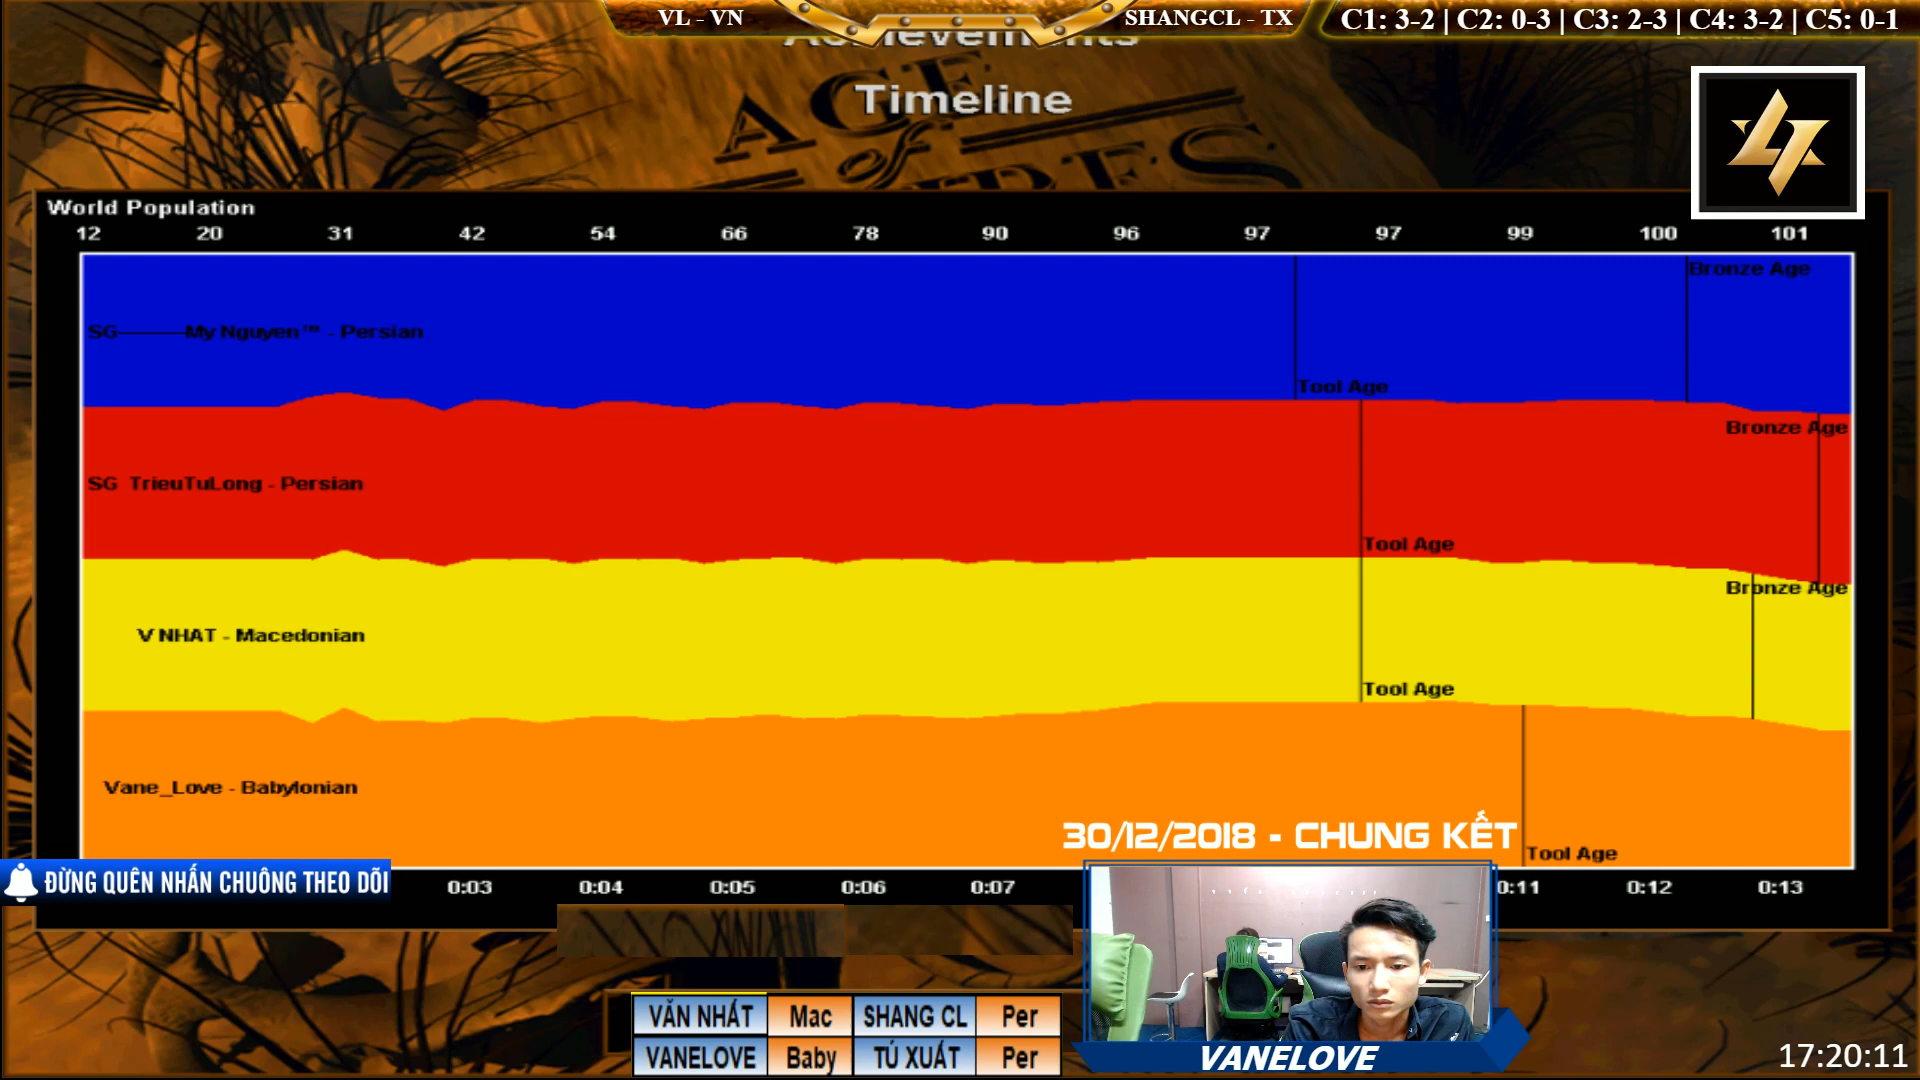 VL - VN
SHANGCL - TX
C1: 3-2 | C2: 0-3 | C3: 2-3 | C4: 3-2 | C5: 0-1
Achievements
Timeline
AGE
of
World Population
12 20 31 42 54 66 78 90 96 97 97 99 100 101
Bronze Age
SG———My Nguyen™ - Persian
Tool Age
Bronze Age
SG TrieuTuLong - Persian
Tool Age
Bronze Age
V NHAT - Macedonian
Tool Age
Vane_Love - Babylonian
30/12/2018 - CHUNG KẾT
Tool Age
ĐỪNG QUÊN NHẤN CHUÔNG THEO DÕI
0:03 0:04 0:05 0:06 0:07 0:11 0:12 0:13
VĂN NHẤT Mac SHANG CL Per
VANELOVE Baby TÚ XUẤT Per
VANELOVE
17:20:11